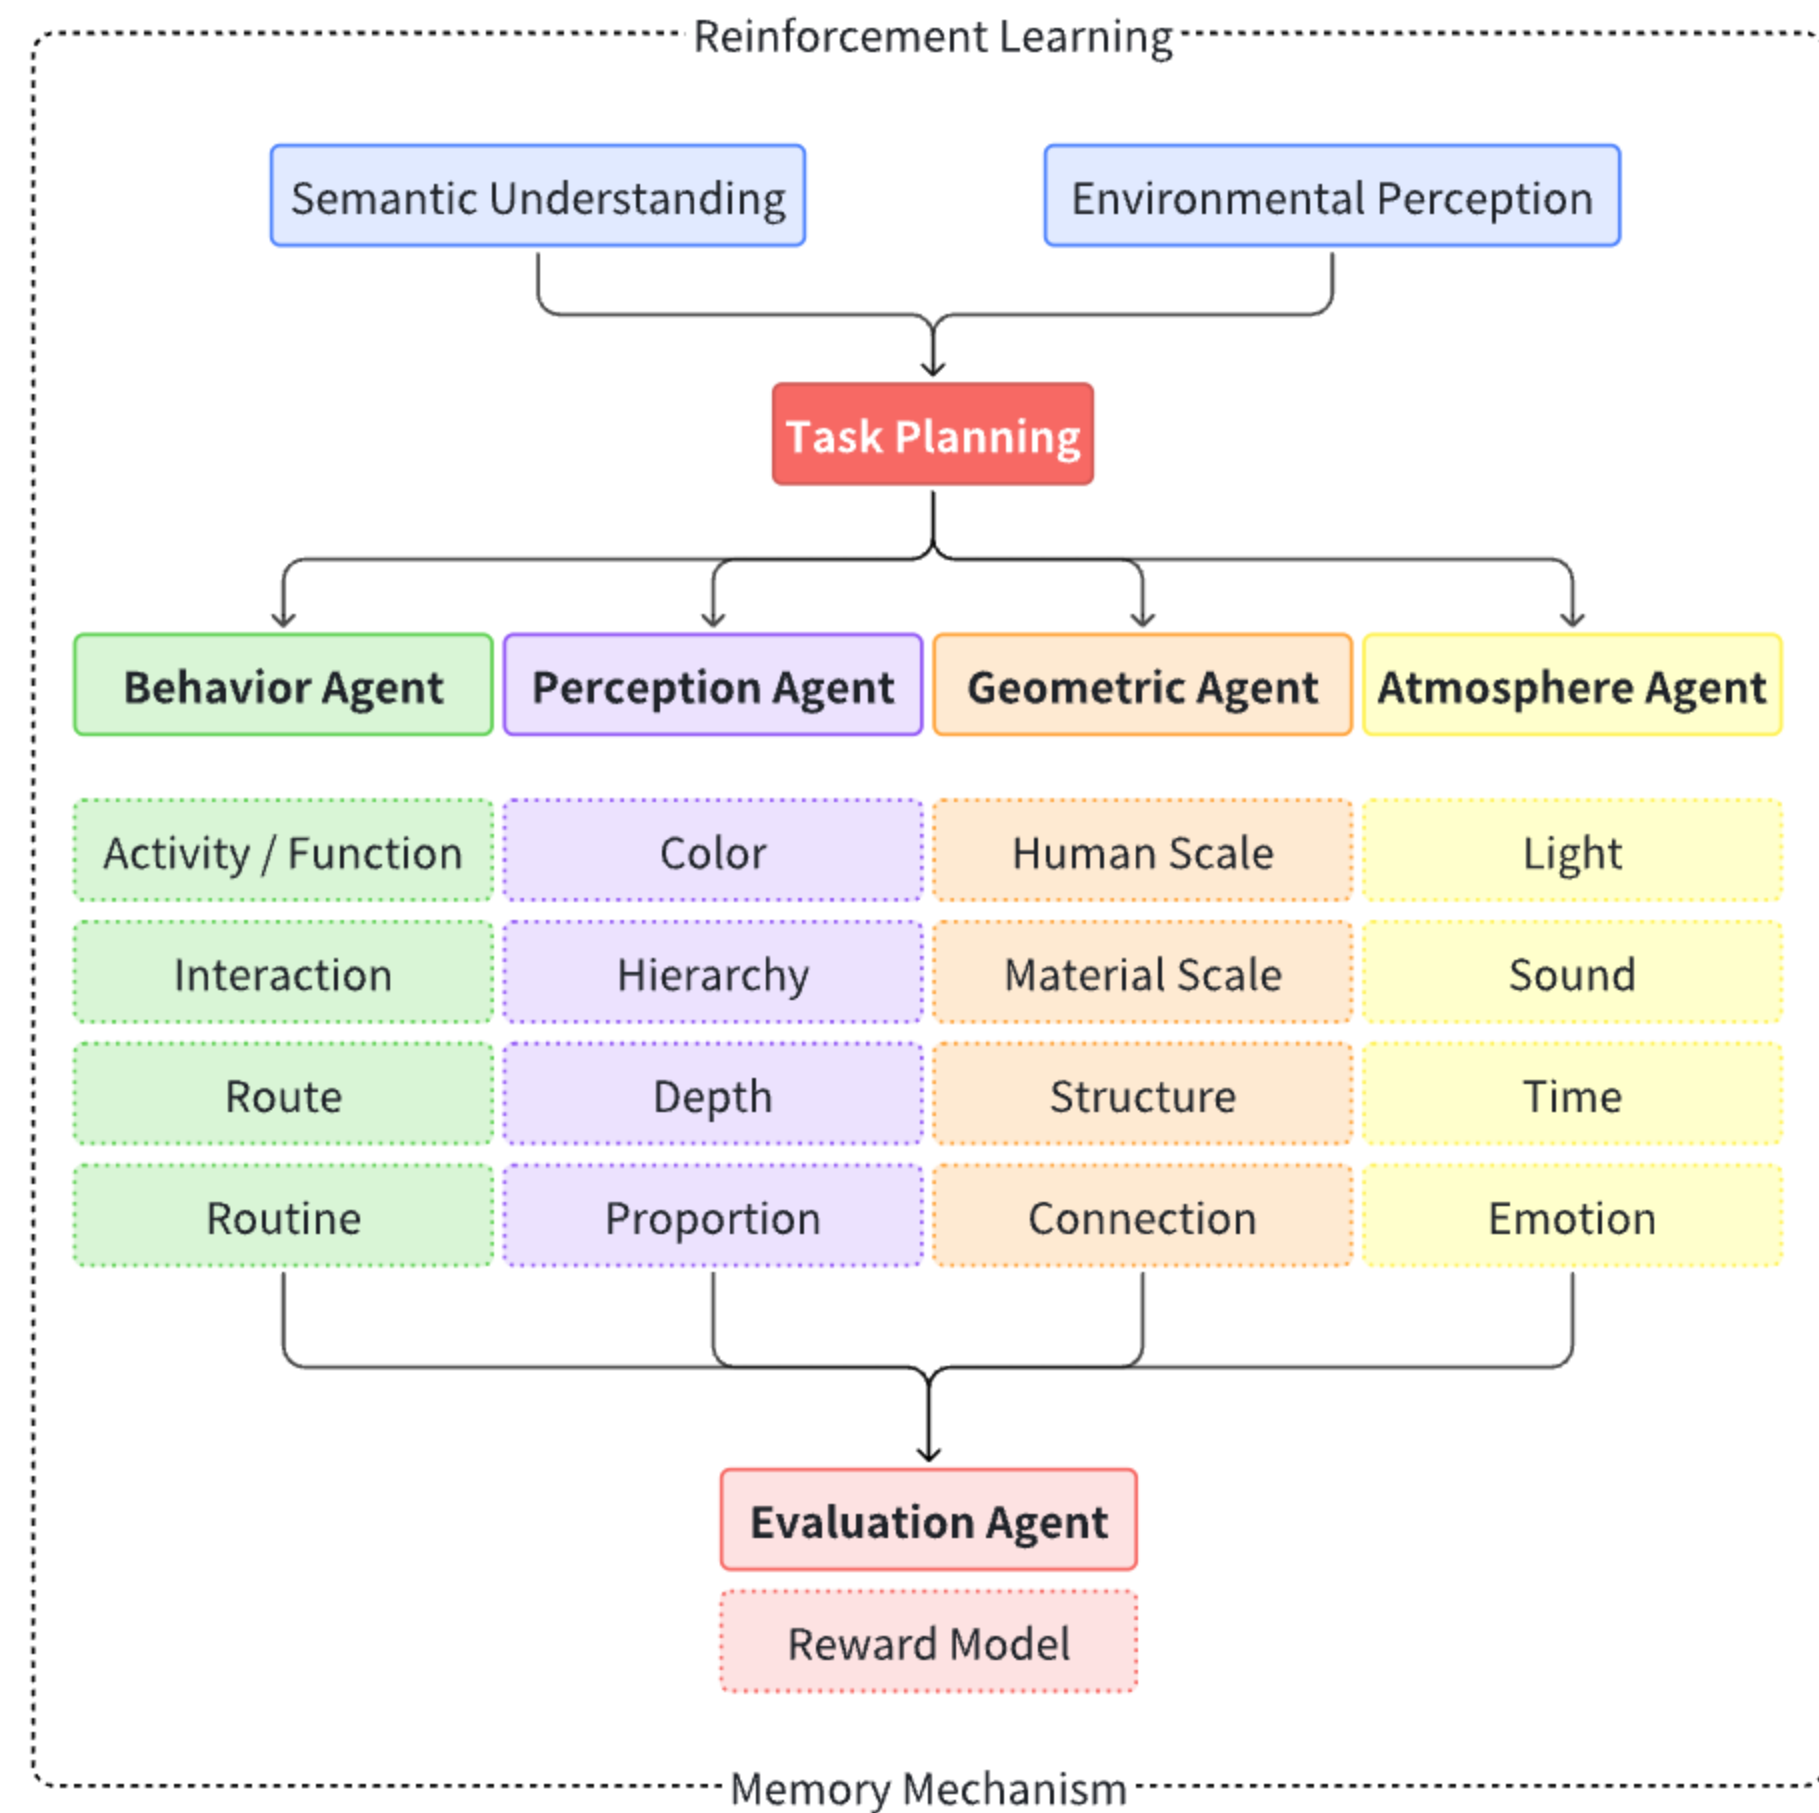 Reinforcement Learning
Semantic Understanding
Environmental Perception
Task Planning
Behavior Agent
Perception Agent
Geometric Agent
Atmosphere Agent
Activity / Function
Color
Human Scale
Light
Interaction
Hierarchy
Material Scale
Sound
Route
Depth
Structure
Time
Routine
Proportion
Connection
Emotion
Evaluation Agent
Reward Model
Memory Mechanism